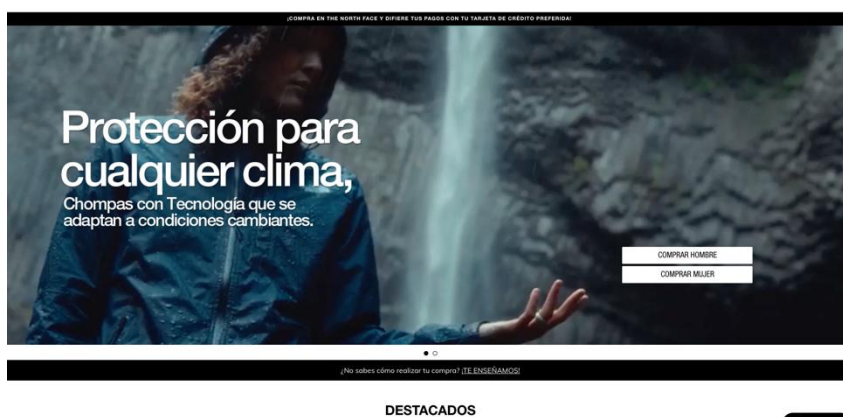 ¡COMPRA EN THE NORTH FACE Y DIFIERE TUS PAGOS CON TU TARJETA DE CRÉDITO PREFERIDA!
Protección para
cualquier clima,
Chompas con Tecnología que se
adaptan a condiciones cambiantes.
COMPRAR HOMBRE
COMPRAR MUJER
¿No sabes cómo realizar tu compra? ¡TE ENSEÑAMOS!
DESTACADOS